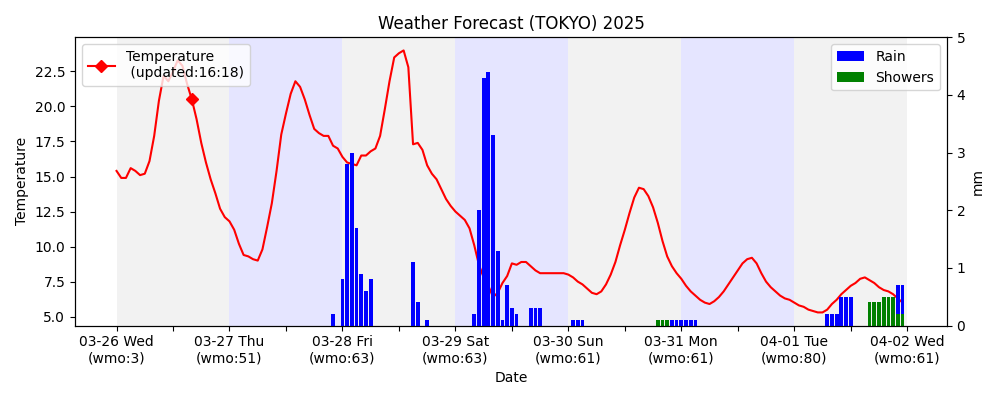 Weather Forecast (TOKYO) 2025
Temperature
(updated:16:18)
Rain
Showers
22.5
20.0
17.5
15.0
12.5
10.0
7.5
5.0
Temperature
5
4
3
2
1
0
mm
03-26 Wed
(wmo:3)
03-27 Thu
(wmo:51)
03-28 Fri
(wmo:63)
03-29 Sat
(wmo:63)
03-30 Sun
(wmo:61)
03-31 Mon
(wmo:61)
04-01 Tue
(wmo:80)
04-02 Wed
(wmo:61)
Date